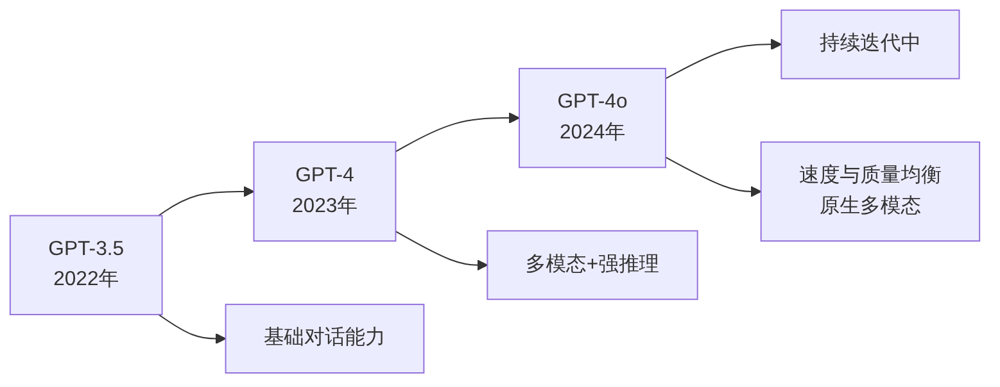 GPT-3.5
2022年
GPT-4
2023年
基础对话能力
GPT-4o
2024年
多模态+强推理
持续迭代中
速度与质量均衡
原生多模态